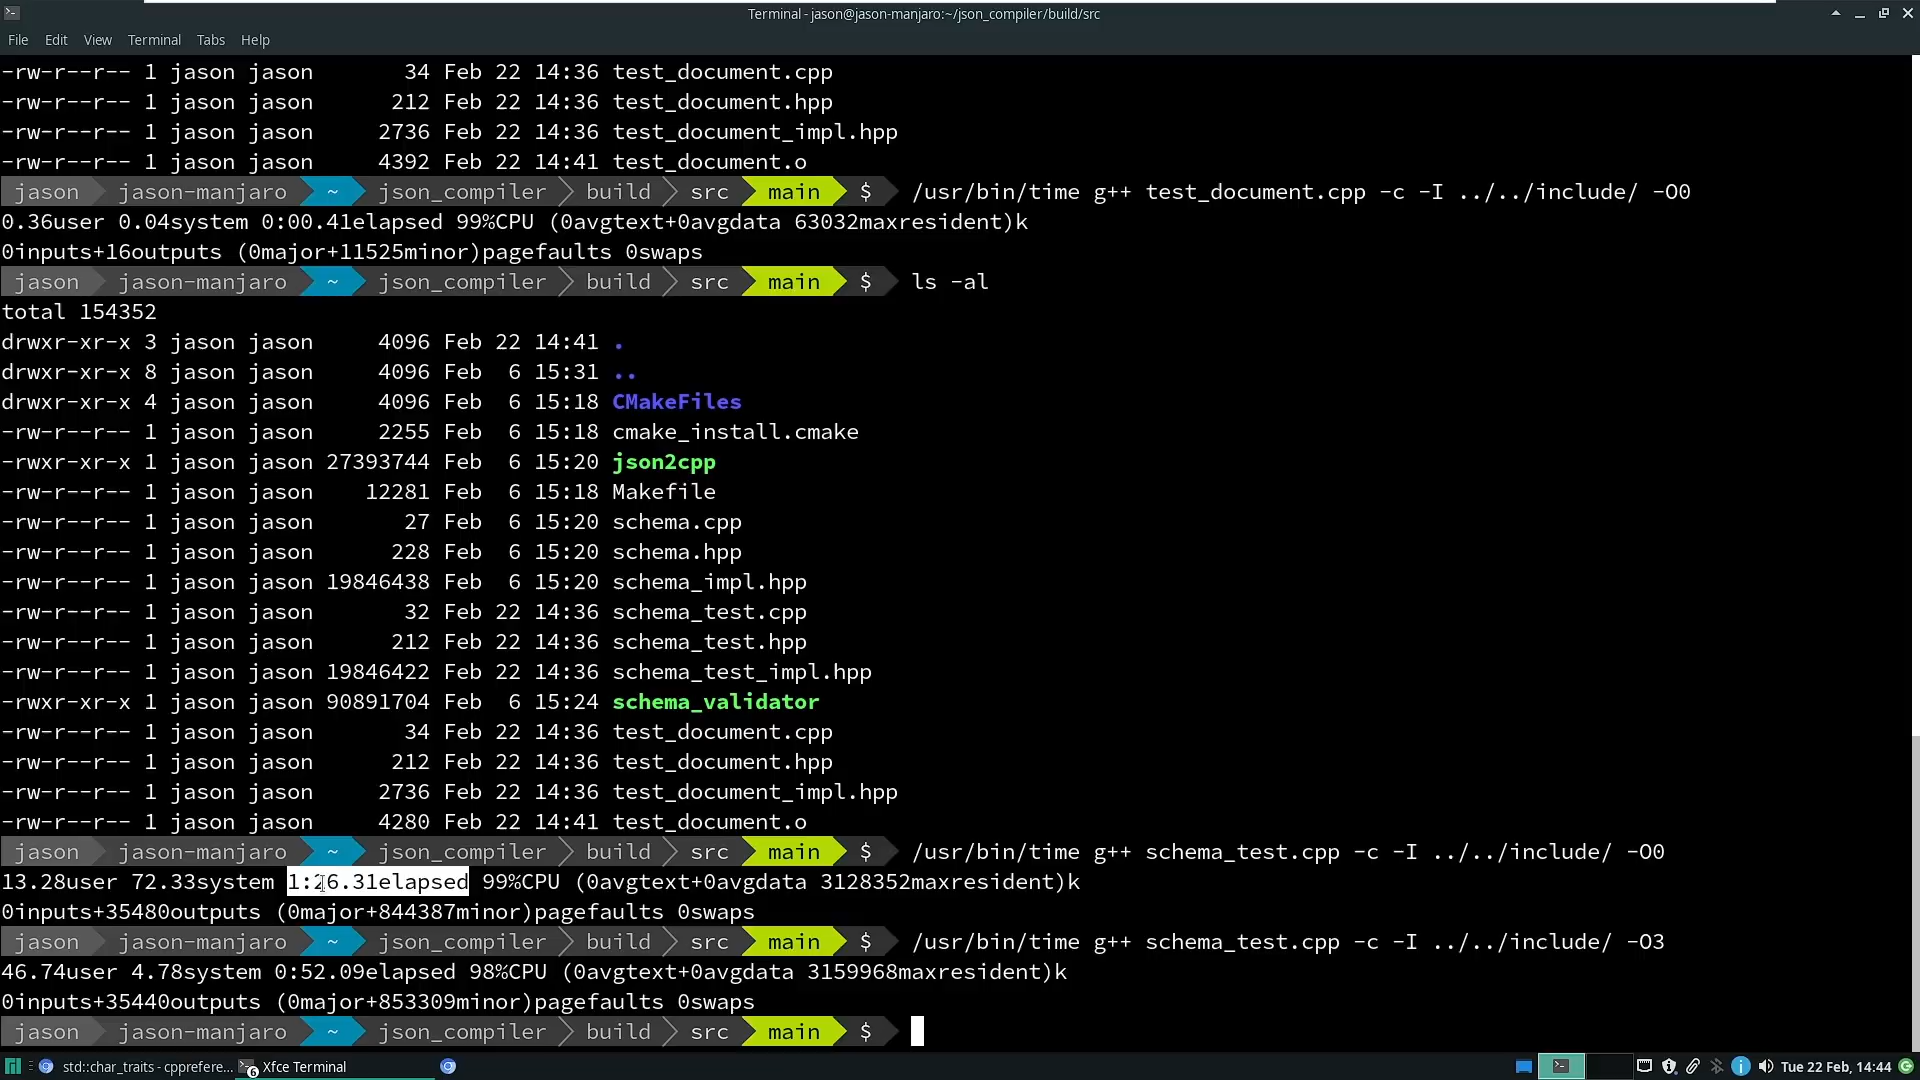 Terminal - jason@jason-manjaro:~/json_compiler/build/src
File Edit View Terminal Tabs Help
-rw-r--r-- 1 jason jason 34 Feb 22 14:36 test_document.cpp
-rw-r--r-- 1 jason jason 212 Feb 22 14:36 test_document.hpp
-rw-r--r-- 1 jason jason 2736 Feb 22 14:36 test_document_impl.hpp
-rw-r--r-- 1 jason jason 4392 Feb 22 14:41 test_document.o
jason jason-manjaro ~ json_compiler build src main $ /usr/bin/time g++ test_document.cpp -c -I ../../include/ -O0
0.36user 0.04system 0:00.41elapsed 99%CPU (0avgtext+0avgdata 63032maxresident)k
0inputs+16outputs (0major+11525minor)pagefaults 0swaps
jason jason-manjaro ~ json_compiler build src main $ ls -al
total 154352
drwxr-xr-x 3 jason jason 4096 Feb 22 14:41 .
drwxr-xr-x 8 jason jason 4096 Feb 6 15:31 ..
drwxr-xr-x 4 jason jason 4096 Feb 6 15:18 CMakeFiles
-rw-r--r-- 1 jason jason 2255 Feb 6 15:18 cmake_install.cmake
-rwxr-xr-x 1 jason jason 27393744 Feb 6 15:20 json2cpp
-rw-r--r-- 1 jason jason 12281 Feb 6 15:18 Makefile
-rw-r--r-- 1 jason jason 27 Feb 6 15:20 schema.cpp
-rw-r--r-- 1 jason jason 228 Feb 6 15:20 schema.hpp
-rw-r--r-- 1 jason jason 19846438 Feb 6 15:20 schema_impl.hpp
-rw-r--r-- 1 jason jason 32 Feb 22 14:36 schema_test.cpp
-rw-r--r-- 1 jason jason 212 Feb 22 14:36 schema_test.hpp
-rw-r--r-- 1 jason jason 19846422 Feb 22 14:36 schema_test_impl.hpp
-rwxr-xr-x 1 jason jason 90891704 Feb 6 15:24 schema_validator
-rw-r--r-- 1 jason jason 34 Feb 22 14:36 test_document.cpp
-rw-r--r-- 1 jason jason 212 Feb 22 14:36 test_document.hpp
-rw-r--r-- 1 jason jason 2736 Feb 22 14:36 test_document_impl.hpp
-rw-r--r-- 1 jason jason 4280 Feb 22 14:41 test_document.o
jason jason-manjaro ~ json_compiler build src main $ /usr/bin/time g++ schema_test.cpp -c -I ../../include/ -O0
13.28user 72.33system 1:26.31elapsed 99%CPU (0avgtext+0avgdata 3128352maxresident)k
0inputs+35480outputs (0major+844387minor)pagefaults 0swaps
jason jason-manjaro ~ json_compiler build src main $ /usr/bin/time g++ schema_test.cpp -c -I ../../include/ -O3
46.74user 4.78system 0:52.09elapsed 98%CPU (0avgtext+0avgdata 3159968maxresident)k
0inputs+35440outputs (0major+853309minor)pagefaults 0swaps
jason jason-manjaro ~ json_compiler build src main $
std::char_traits - cpprefere... 6 Xfce Terminal Tue 22 Feb, 14:44